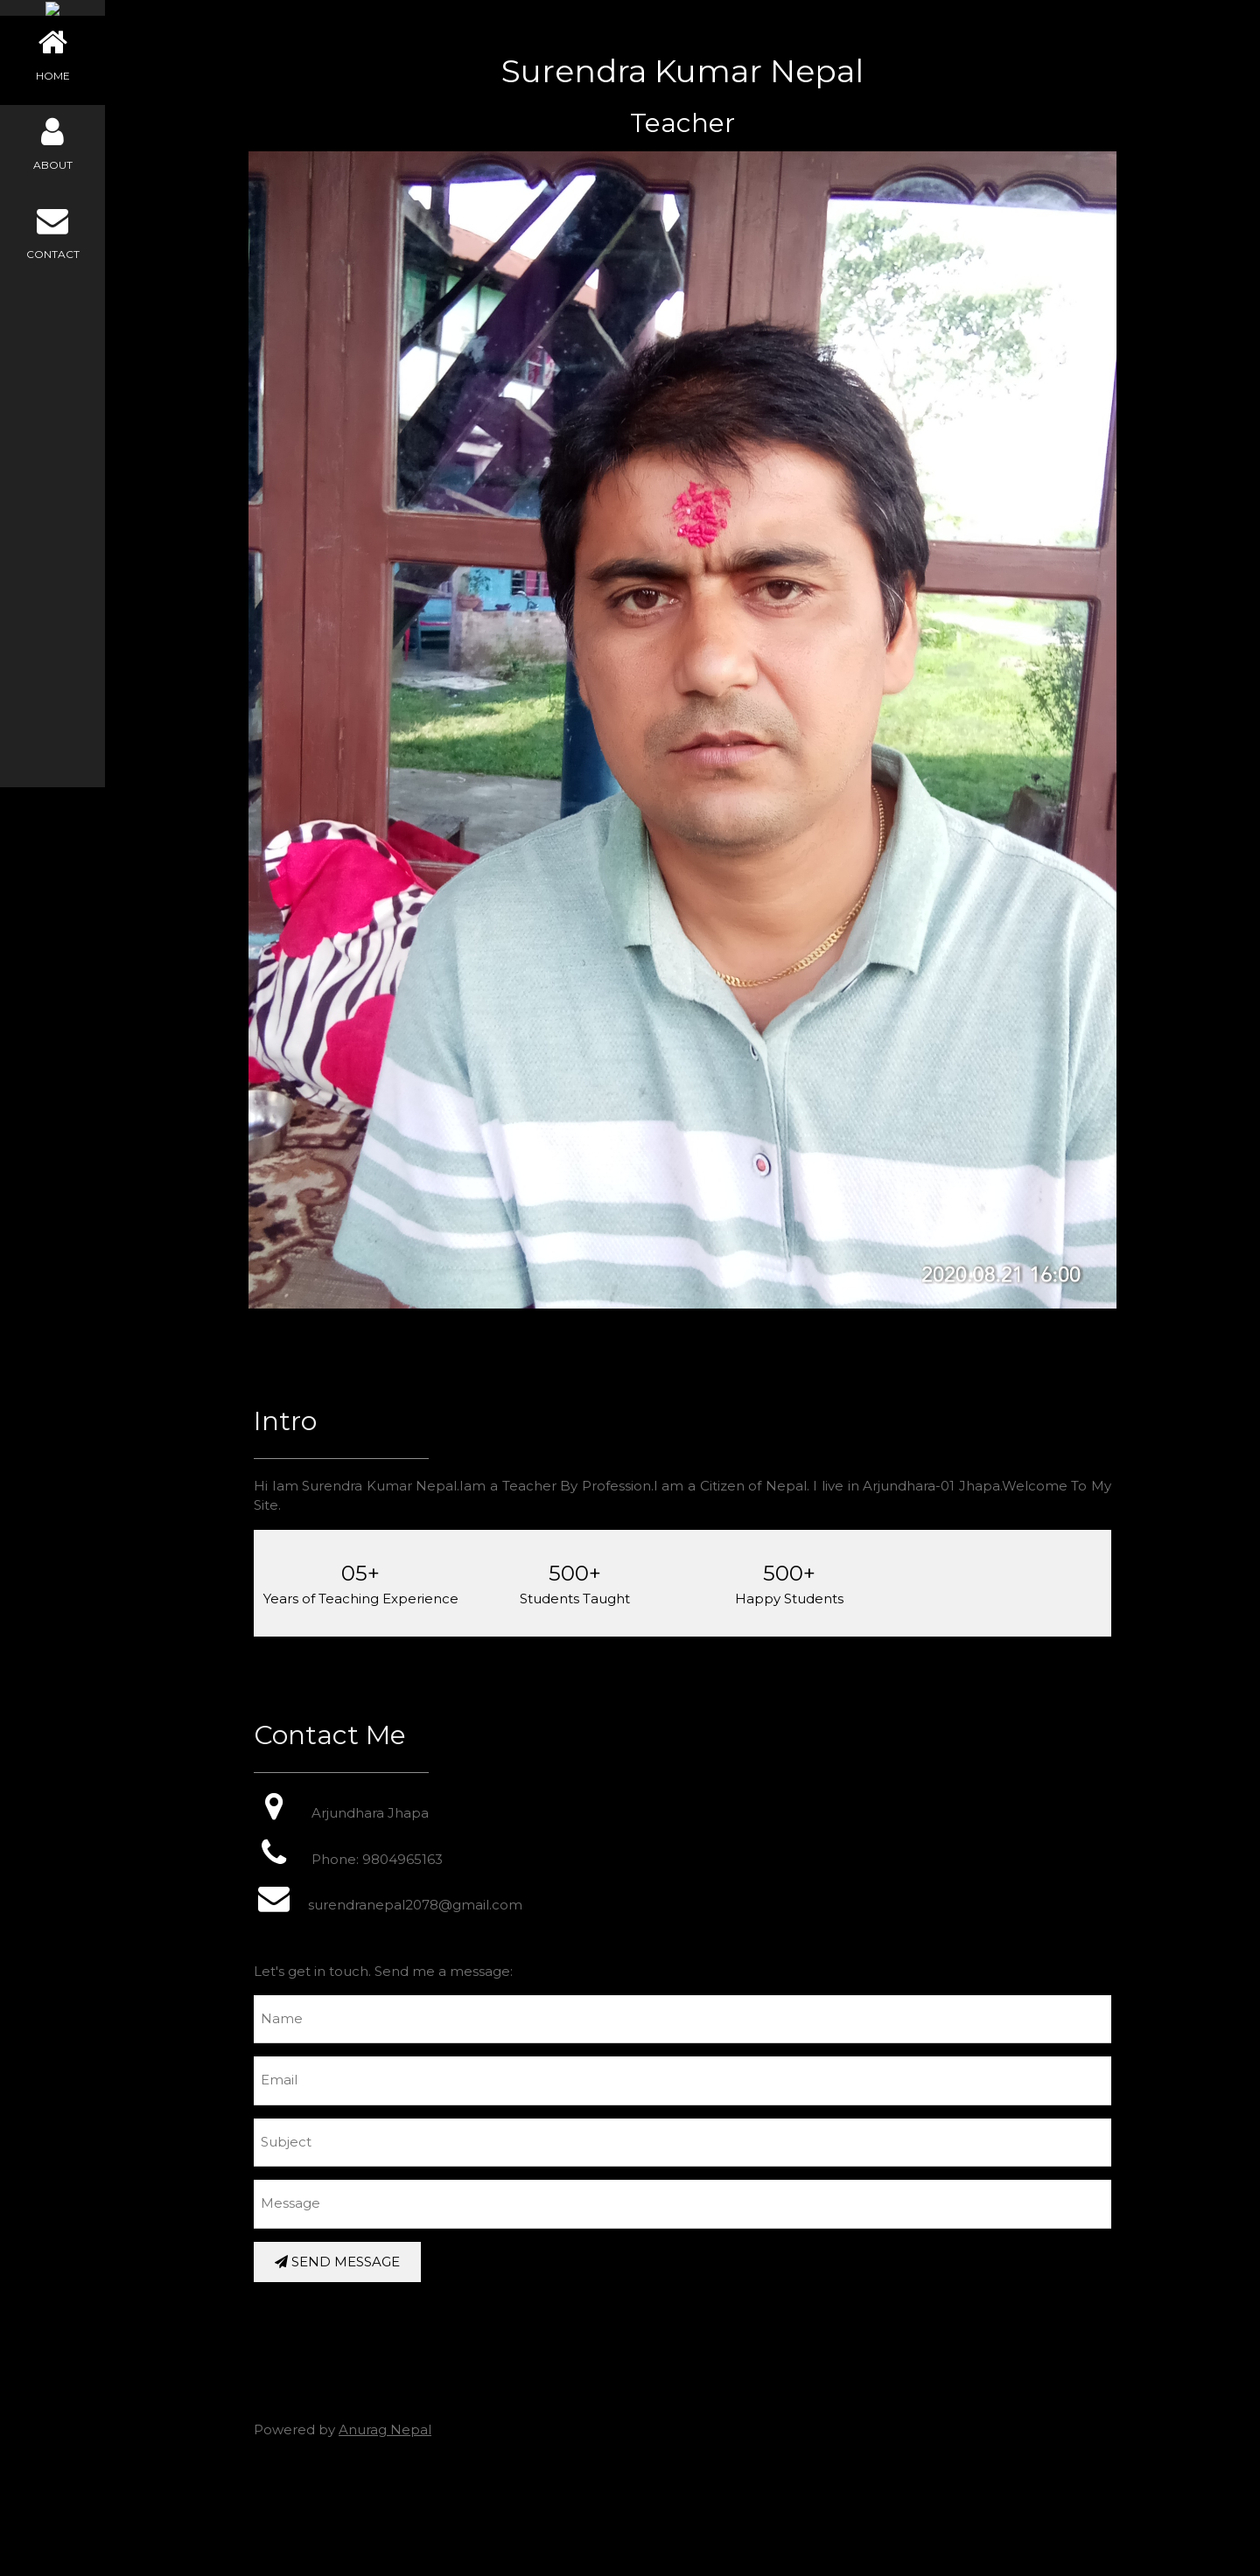 HOME
ABOUT
CONTACT
Surendra Kumar Nepal
Teacher
2020.08.21 16:00
Intro
Hi Iam Surendra Kumar Nepal.Iam a Teacher By Profession.I am a Citizen of Nepal. I live in Arjundhara-01 Jhapa.Welcome To My
Site.
05+
Years of Teaching Experience
500+
Students Taught
500+
Happy Students
Contact Me
Arjundhara Jhapa
Phone: 9804965163
surendranepal2078@gmail.com
Let's get in touch. Send me a message:
Name
Email
Subject
Message
SEND MESSAGE
Powered by Anurag Nepal